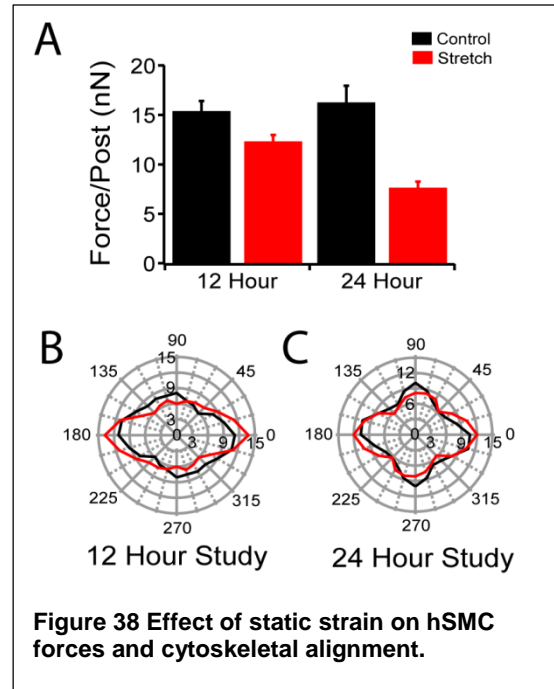 A
Control
Stretch
Force/Post (nN)
20
15
10
5
0
12 Hour
24 Hour
B
90
135
15
45
9
3
180
0
3
9
15
0
225
315
270
12 Hour Study
C
90
135
12
45
6
180
0
3
9
15
0
225
315
270
24 Hour Study
Figure 38 Effect of static strain on hSMC
forces and cytoskeletal alignment.